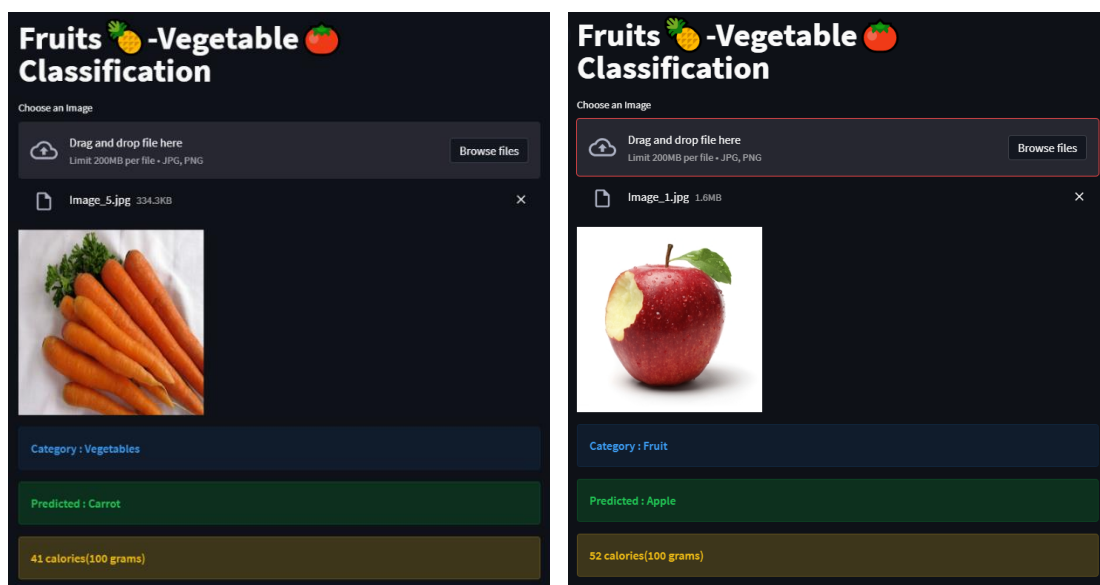 Fruits 🍍 -Vegetable 🍅
Classification
Choose an Image
Drag and drop file here
Limit 200MB per file • JPG, PNG
Browse files
Image_5.jpg 334.3KB
Category : Vegetables
Predicted : Carrot
41 calories(100 grams)
Fruits 🍍 -Vegetable 🍅
Classification
Choose an Image
Drag and drop file here
Limit 200MB per file • JPG, PNG
Browse files
Image_1.jpg 1.6MB
Category : Fruit
Predicted : Apple
52 calories(100 grams)